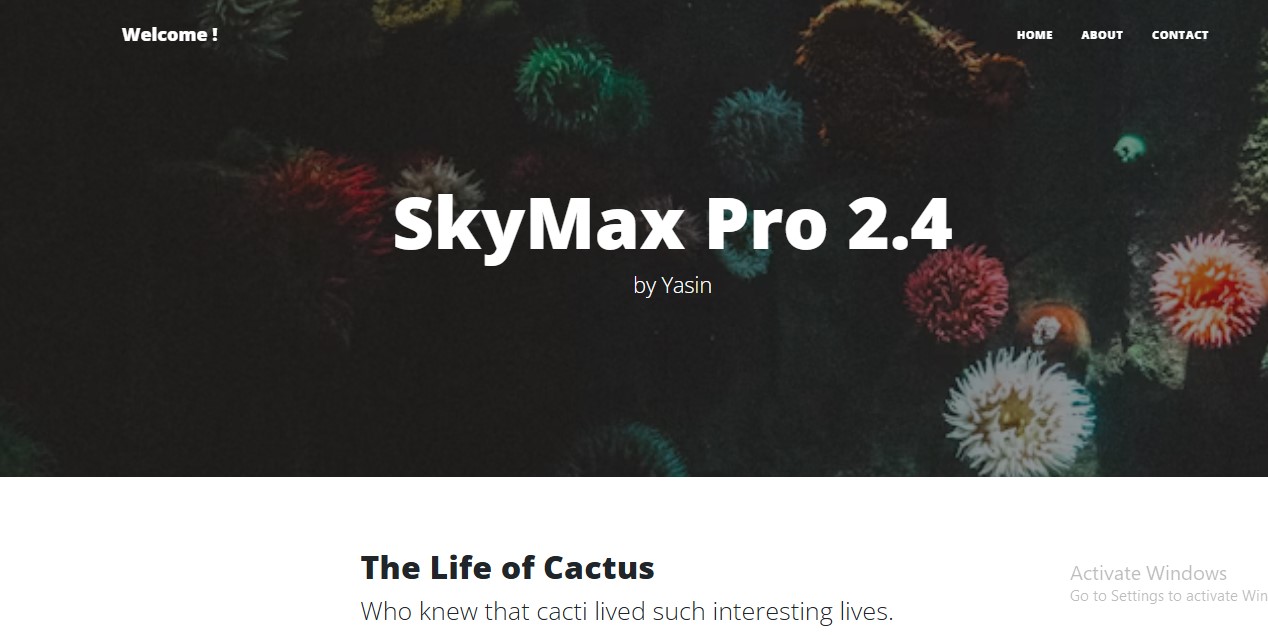 Welcome !
HOME ABOUT CONTACT
SkyMax Pro 2.4
by Yasin
The Life of Cactus
Who knew that cacti lived such interesting lives.
Activate Windows
Go to Settings to activate Win